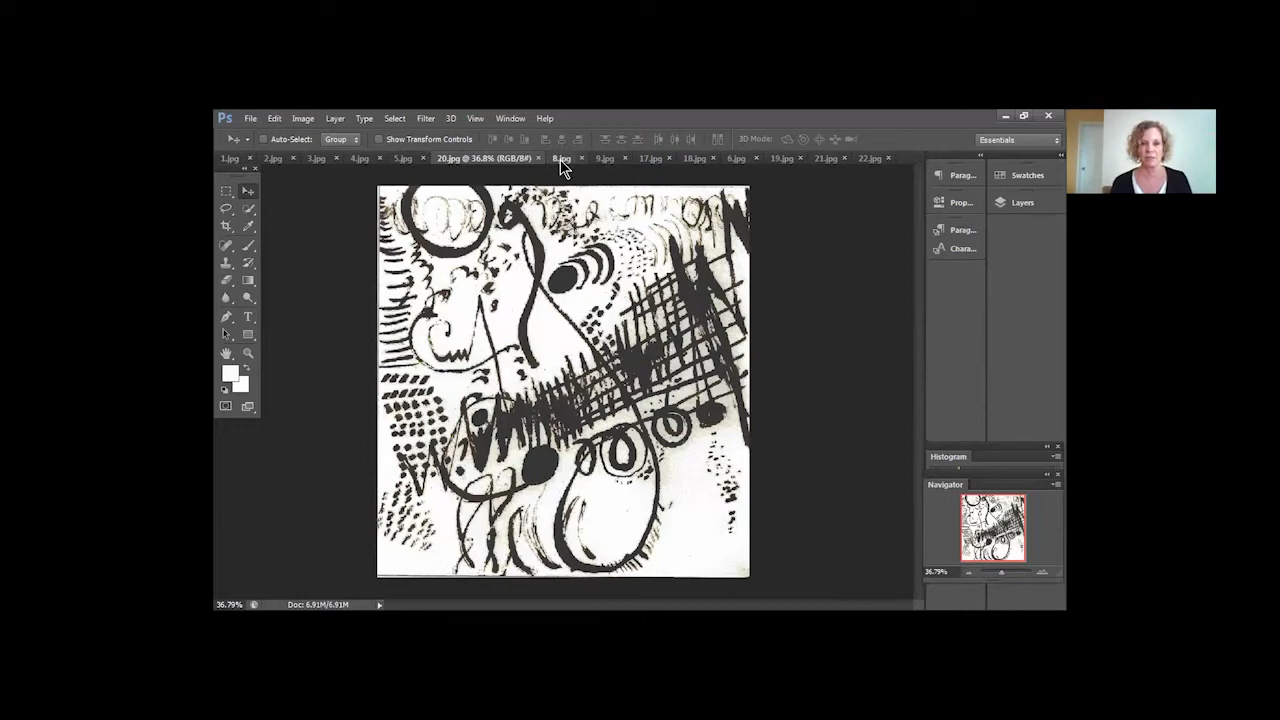 Ps File Edit Image Layer Type Select Filter 3D View Window Help
Auto-Select: Group Show Transform Controls 3D Mode: Essentials
1.jpg 2.jpg 3.jpg 4.jpg 5.jpg 20.jpg @ 36.8% (RGB/8#) 8.jpg 9.jpg 17.jpg 18.jpg 6.jpg 19.jpg 21.jpg 22.jpg
Parag... Swatches
Prop... Layers
Parag...
Chara...
Histogram
Navigator
36.79%
36.79% Doc: 6.91M/6.91M